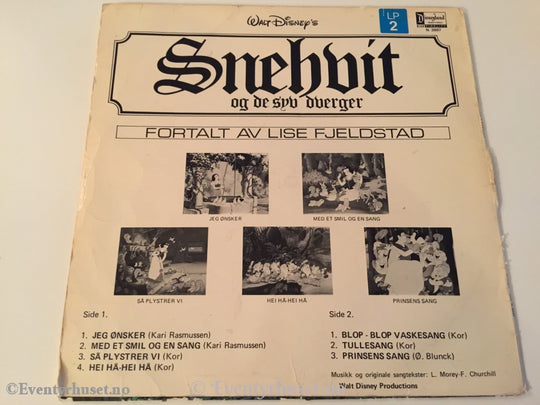 Walt Disney's
LP
2
Disneyland
N 3907
Snehvit
og de syv dverger
FORTALT AV LISE FJELDSTAD
JEG ØNSKER
MED ET SMIL OG EN SANG
SÅ PLYSTRER VI
HEI HÅ-HEI HÅ
PRINSENS SANG
Side 1.
1. JEG ØNSKER (Kari Rasmussen)
2. MED ET SMIL OG EN SANG (Kari Rasmussen)
3. SÅ PLYSTRER VI (Kor)
4. HEI HÅ-HEI HÅ (Kor)
Side 2.
1. BLOP - BLOP VASKESANG (Kor)
2. TULLESANG (Kor)
3. PRINSENS SANG (Ø. Blunck)
Musikk og originale sangtekster: L. Morey-F. Churchill
Walt Disney Productions
© Eventyrhuset.no
© Eventyrhuset.no